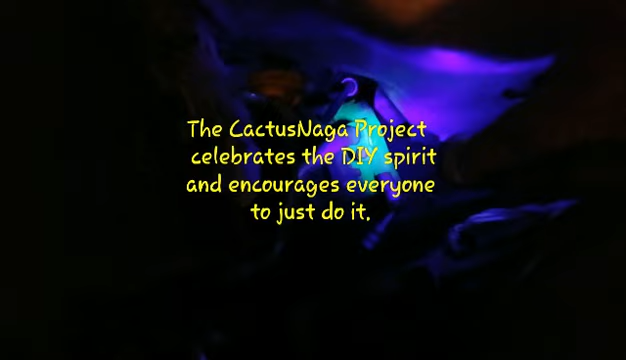 The CactusNaga Project
celebrates the DIY spirit
and encourages everyone
to just do it.